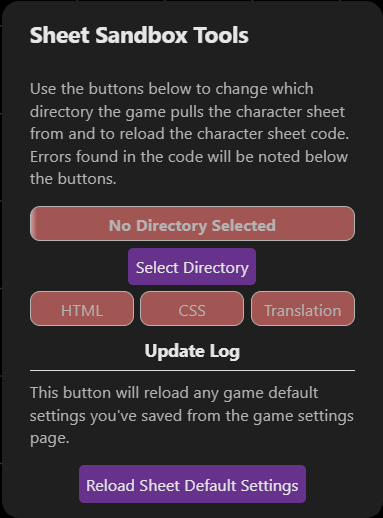 Sheet Sandbox Tools
Use the buttons below to change which
directory the game pulls the character sheet
from and to reload the character sheet code.
Errors found in the code will be noted below
the buttons.
No Directory Selected
Select Directory
HTML CSS Translation
Update Log
This button will reload any game default
settings you've saved from the game settings
page.
Reload Sheet Default Settings